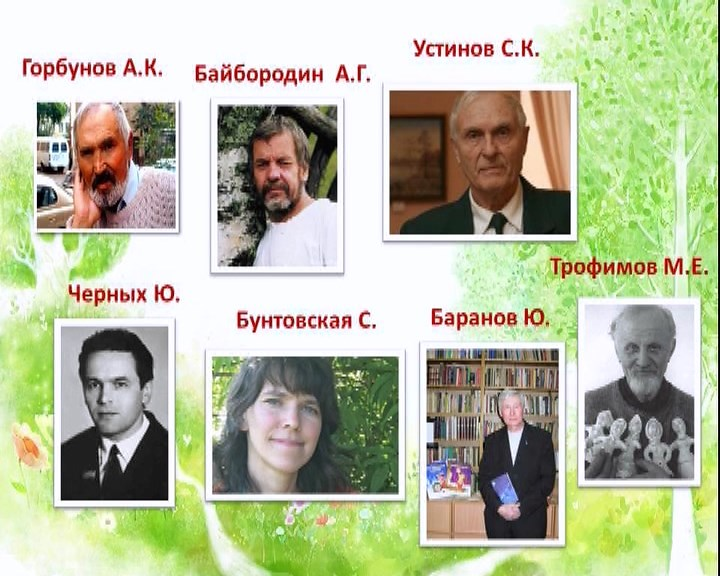 Горбунов А.К.
Байбородин А.Г.
Устинов С.К.
Черных Ю.
Бунтовская С.
Баранов Ю.
Трофимов М.Е.